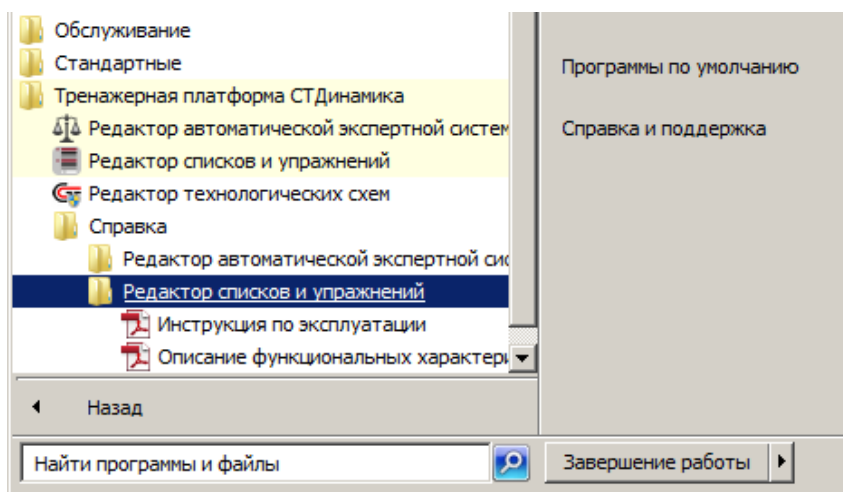 Обслуживание
Стандартные
Тренажерная платформа СТДинамика
Редактор автоматической экспертной систем
Редактор списков и упражнений
Редактор технологических схем
Справка
Редактор автоматической экспертной сис
Редактор списков и упражнений
Инструкция по эксплуатации
Описание функциональных характери
Назад
Найти программы и файлы
Программы по умолчанию
Справка и поддержка
Завершение работы